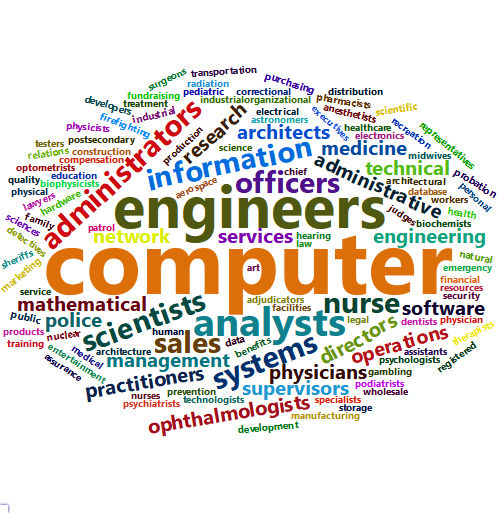 surgeons
transportation
developers
fundraising
radiation
purchasing
treatment
pediatric
correctional
distribution
firefighting
industrial
administrators
research
industrialorganizational
pharmacists
executives
anesthetists
scientific
physicists
production
electrical
astronomers
recreation
representatives
testers
postsecondary
science
architects
healthcare
electronics
relations
construction
compensation
information
medicine
midwives
optometrists
chief
administrative
technical
probation
quality
education
biophysicists
aerospace
officers
architectural
personal
physical
hardware
database
workers
lawyers
engineers
judges
health
sciences
family
patrol
biochemists
detectives
network
services
hearing
law
engineering
sheriffs
computer
natural
marketing
art
emergency
financial
resources
service
adjudicators
security
mathematical
scientists
facilities
nurse
software
public
police
analysts
legal
directors
dentists
physician
products
nuclear
human
sales
data
operations
therapists
training
medical
architecture
benefits
systems
assistants
registered
entertainment
management
physicians
psychologists
gambling
assurance
practitioners
prevention
supervisors
podiatrists
nurses
technologists
wholesale
psychiatrists
ophthalmologists
specialists
storage
manufacturing
development